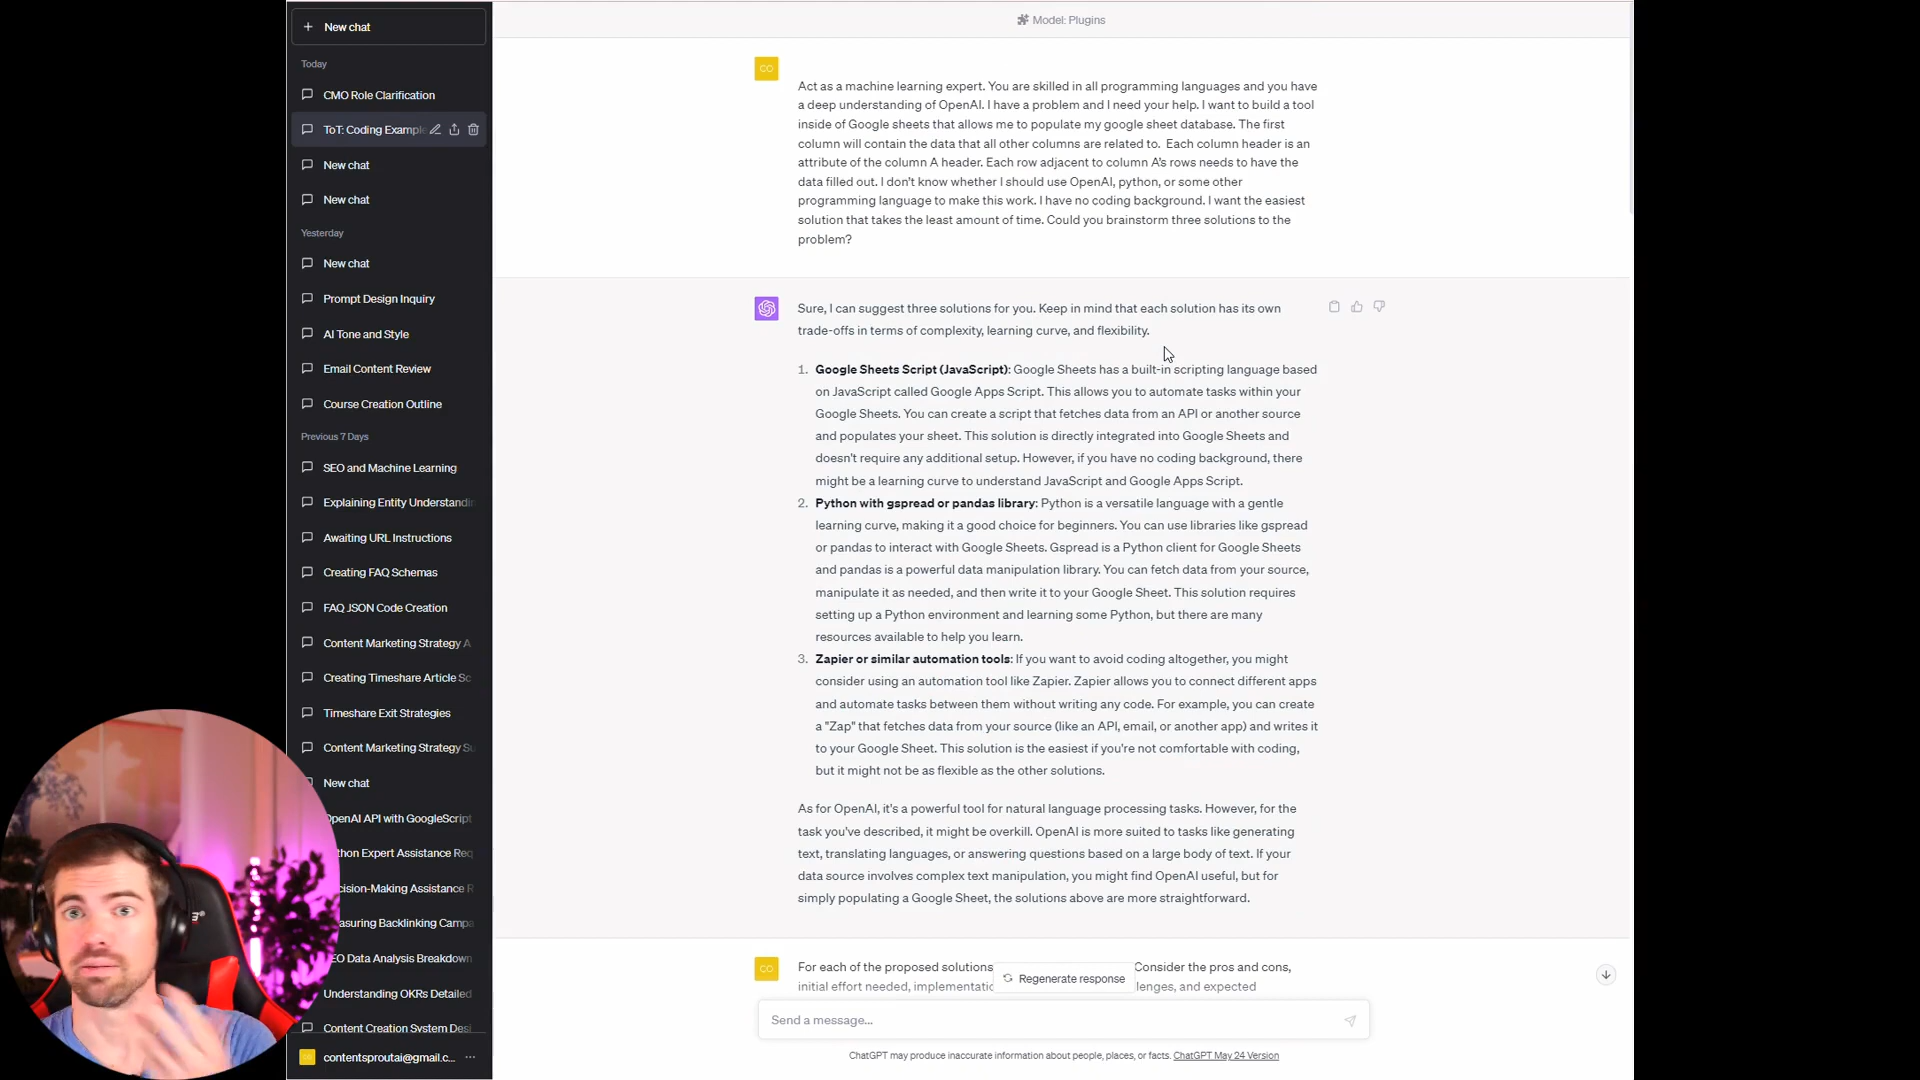 New chat
Today
CMO Role Clarification
ToT: Coding Example
New chat
New chat
Yesterday
New chat
Prompt Design Inquiry
AI Tone and Style
Email Content Review
Course Creation Outline
Previous 7 Days
SEO and Machine Learning
Explaining Entity Understandin
Awaiting URL Instructions
Creating FAQ Schemas
FAQ JSON Code Creation
Content Marketing Strategy A
Creating Timeshare Article Sc
Timeshare Exit Strategies
Content Marketing Strategy Su
New chat
OpenAI API with GoogleScript
thon Expert Assistance Req
cision-Making Assistance R
asuring Backlinking Campa
EO Data Analysis Breakdown
Understanding OKRs Detailed
Content Creation System Desi
contentsproutai@gmail.c...
Model: Plugins
CO
Act as a machine learning expert. You are skilled in all programming languages and you have
a deep understanding of OpenAI. I have a problem and I need your help. I want to build a tool
inside of Google sheets that allows me to populate my google sheet database. The first
column will contain the data that all other columns are related to. Each column header is an
attribute of the column A header. Each row adjacent to column A's rows needs to have the
data filled out. I don't know whether I should use OpenAI, python, or some other
programming language to make this work. I have no coding background. I want the easiest
solution that takes the least amount of time. Could you brainstorm three solutions to the
problem?
Sure, I can suggest three solutions for you. Keep in mind that each solution has its own
trade-offs in terms of complexity, learning curve, and flexibility.
1. Google Sheets Script (JavaScript): Google Sheets has a built-in scripting language based
on JavaScript called Google Apps Script. This allows you to automate tasks within your
Google Sheets. You can create a script that fetches data from an API or another source
and populates your sheet. This solution is directly integrated into Google Sheets and
doesn't require any additional setup. However, if you have no coding background, there
might be a learning curve to understand JavaScript and Google Apps Script.
2. Python with gspread or pandas library: Python is a versatile language with a gentle
learning curve, making it a good choice for beginners. You can use libraries like gspread
or pandas to interact with Google Sheets. Gspread is a Python client for Google Sheets
and pandas is a powerful data manipulation library. You can fetch data from your source,
manipulate it as needed, and then write it to your Google Sheet. This solution requires
setting up a Python environment and learning some Python, but there are many
resources available to help you learn.
3. Zapier or similar automation tools: If you want to avoid coding altogether, you might
consider using an automation tool like Zapier. Zapier allows you to connect different apps
and automate tasks between them without writing any code. For example, you can create
a "Zap" that fetches data from your source (like an API, email, or another app) and writes it
to your Google Sheet. This solution is the easiest if you're not comfortable with coding,
but it might not be as flexible as the other solutions.
As for OpenAI, it's a powerful tool for natural language processing tasks. However, for the
task you've described, it might be overkill. OpenAI is more suited to tasks like generating
text, translating languages, or answering questions based on a large body of text. If your
data source involves complex text manipulation, you might find OpenAI useful, but for
simply populating a Google Sheet, the solutions above are more straightforward.
CO
For each of the proposed solutions Consider the pros and cons,
initial effort needed, implementatio lenges, and expected
Regenerate response
Send a message...
ChatGPT may produce inaccurate information about people, places, or facts. ChatGPT May 24 Version